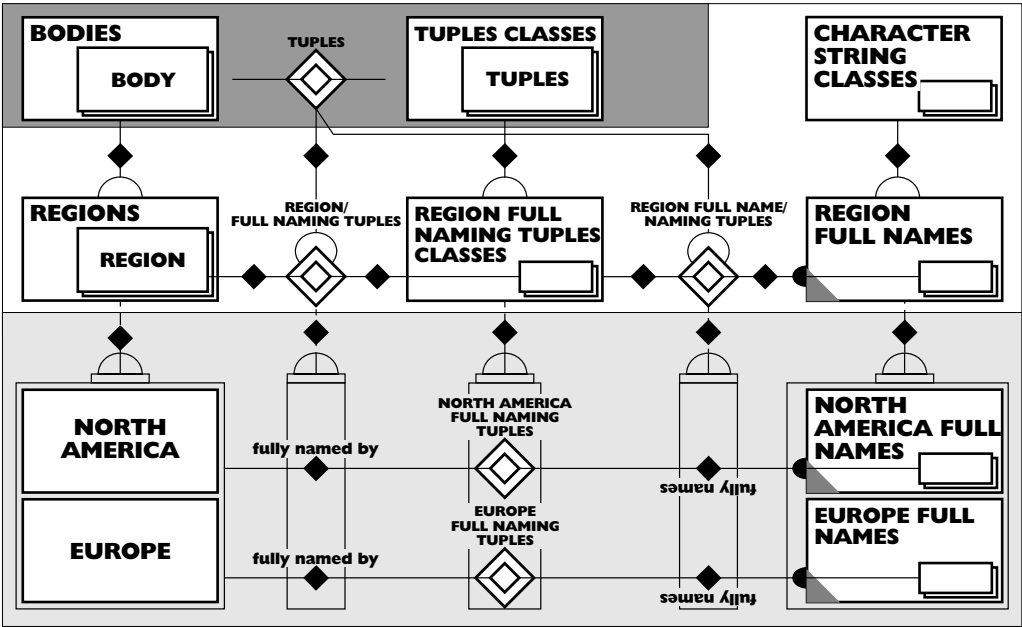 BODIES
BODY
TUPLES
TUPLES CLASSES
TUPLES
CHARACTER
STRING
CLASSES
REGIONS
REGION
REGION/
FULL NAMING TUPLES
REGION FULL
NAMING TUPLES
CLASSES
REGION FULL NAME/
NAMING TUPLES
REGION
FULL NAMES
NORTH
AMERICA
fully named by
NORTH AMERICA
FULL NAMING
TUPLES
fully names
NORTH
AMERICA FULL
NAMES
EUROPE
fully named by
EUROPE
FULL NAMING
TUPLES
fully names
EUROPE FULL
NAMES